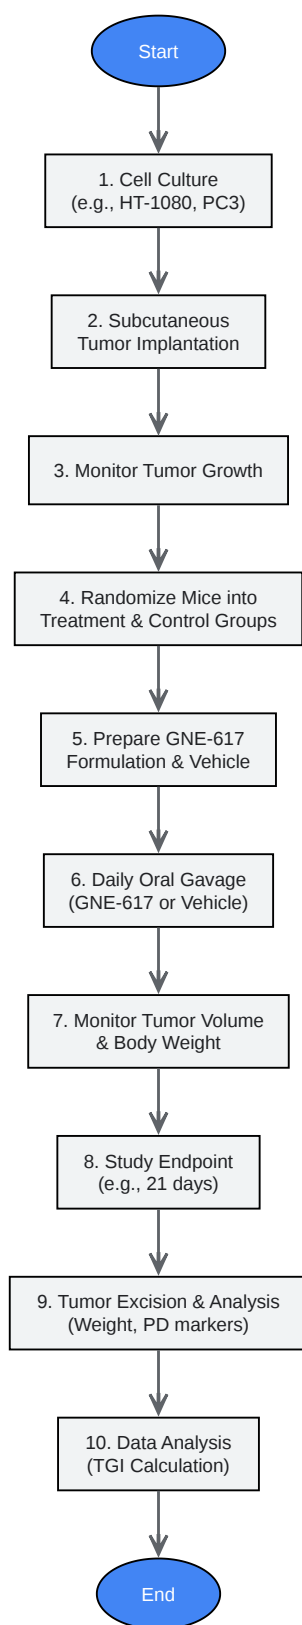 Start
1. Cell Culture
(e.g., HT-1080, PC3)
2. Subcutaneous
Tumor Implantation
3. Monitor Tumor Growth
4. Randomize Mice into
Treatment & Control Groups
5. Prepare GNE-617
Formulation & Vehicle
6. Daily Oral Gavage
(GNE-617 or Vehicle)
7. Monitor Tumor Volume
& Body Weight
8. Study Endpoint
(e.g., 21 days)
9. Tumor Excision & Analysis
(Weight, PD markers)
10. Data Analysis
(TGI Calculation)
End